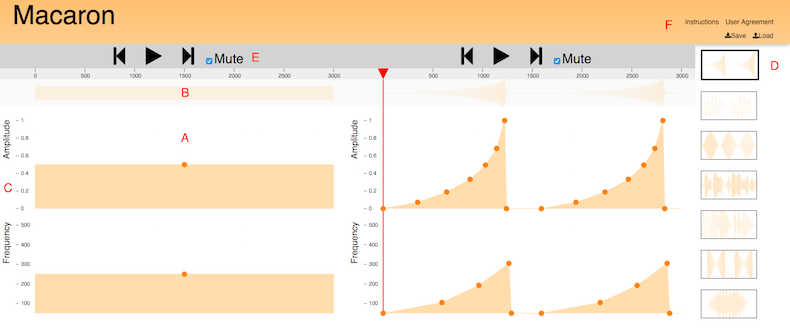 Macaron
F
Instructions User Agreement
Save Load
Mute E
Mute
D
0 500 1000 1500 2000 2500 3000
500 1000 1500 2000 2500 3000
B
A
C
Amplitude
1
0.8
0.6
0.4
0.2
0
Frequency
500
400
300
200
100
Amplitude
1
0.8
0.6
0.4
0.2
0
Frequency
500
400
300
200
100